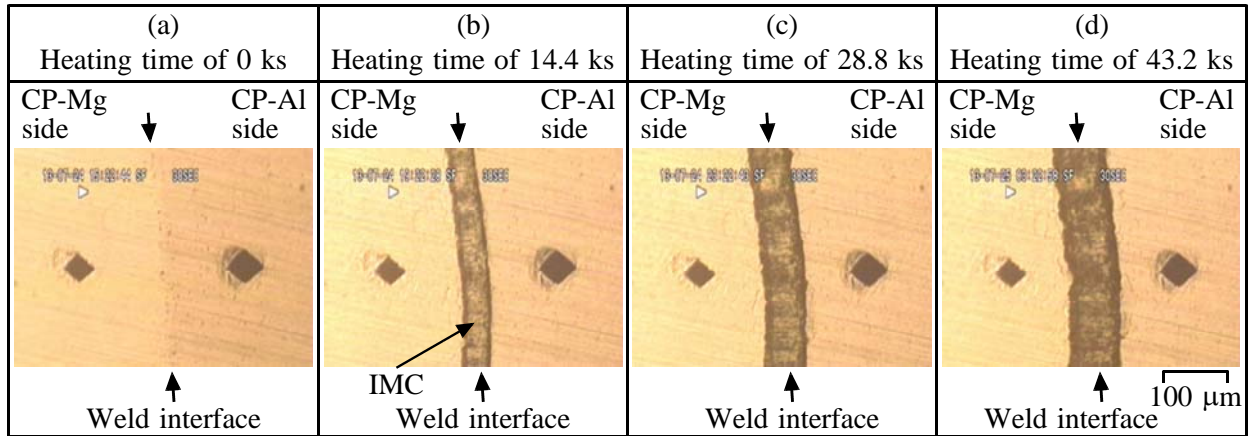 (a)
Heating time of 0 ks
CP-Mg side
CP-Al side
Weld interface
(b)
Heating time of 14.4 ks
CP-Mg side
CP-Al side
IMC
Weld interface
(c)
Heating time of 28.8 ks
CP-Mg side
CP-Al side
Weld interface
(d)
Heating time of 43.2 ks
CP-Mg side
CP-Al side
100 μm
Weld interface